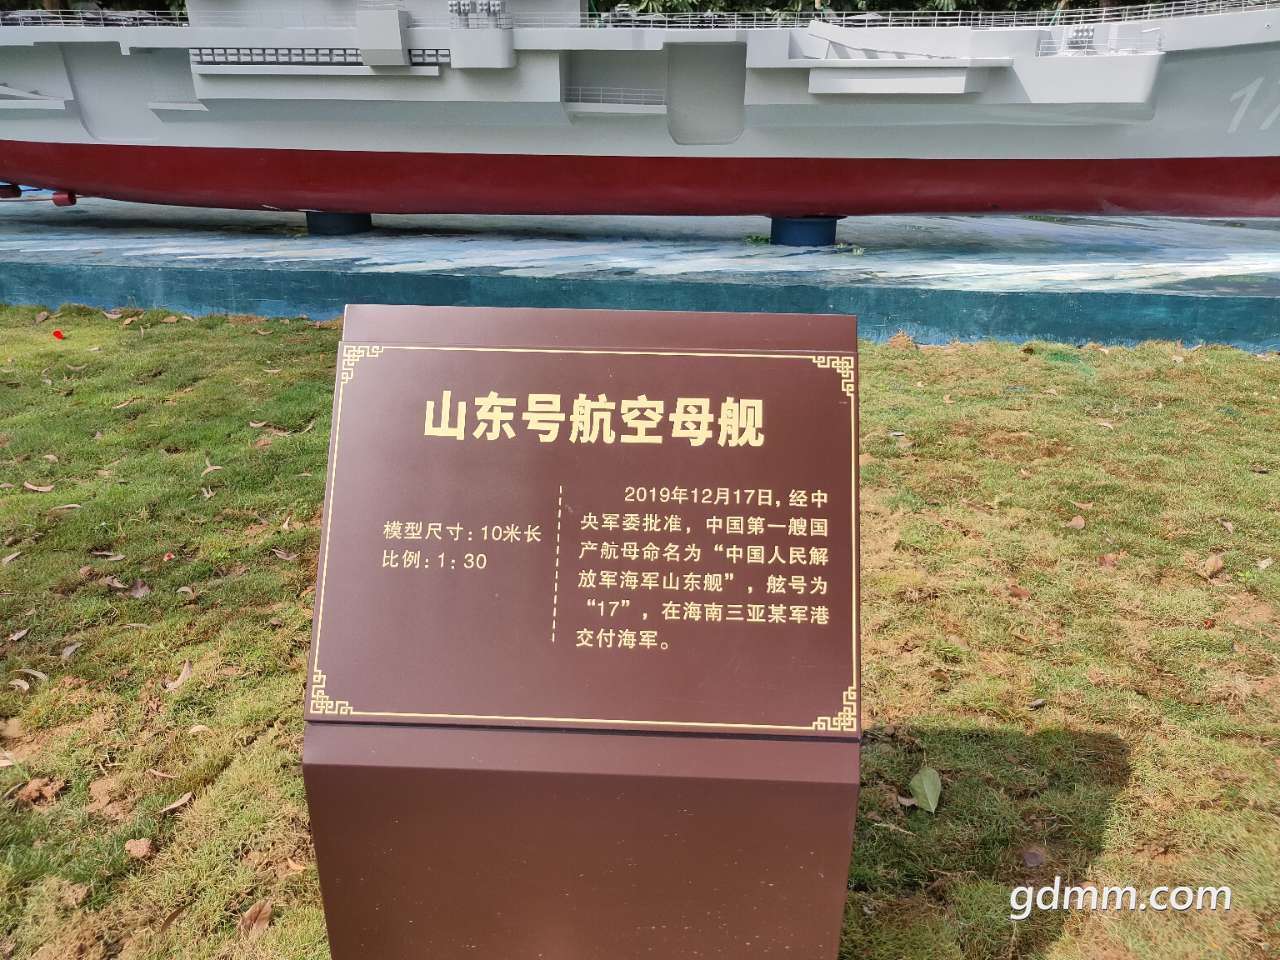 山东号航空母舰
模型尺寸：10米长
比例：1：30
2019年12月17日，经中
央军委批准，中国第一艘国
产航母命名为“中国人民解
放军海军山东舰”，舷号为
“17”，在海南三亚某军港
交付海军。
gdmm.com